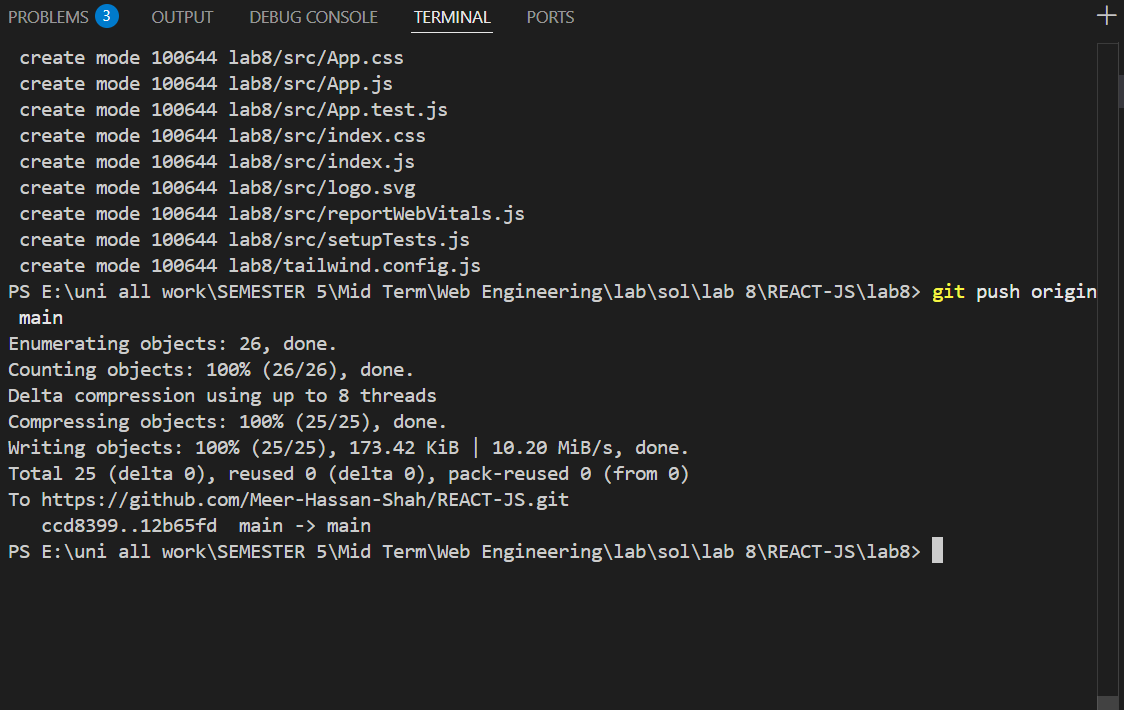 PROBLEMS 3 OUTPUT DEBUG CONSOLE TERMINAL PORTS
create mode 100644 lab8/src/App.css
create mode 100644 lab8/src/App.js
create mode 100644 lab8/src/App.test.js
create mode 100644 lab8/src/index.css
create mode 100644 lab8/src/index.js
create mode 100644 lab8/src/logo.svg
create mode 100644 lab8/src/reportWebVitals.js
create mode 100644 lab8/src/setupTests.js
create mode 100644 lab8/tailwind.config.js
PS E:\uni all work\SEMESTER 5\Mid Term\Web Engineering\lab\sol\lab 8\REACT-JS\lab8> git push origin
main
Enumerating objects: 26, done.
Counting objects: 100% (26/26), done.
Delta compression using up to 8 threads
Compressing objects: 100% (25/25), done.
Writing objects: 100% (25/25), 173.42 KiB | 10.20 MiB/s, done.
Total 25 (delta 0), reused 0 (delta 0), pack-reused 0 (from 0)
To https://github.com/Meer-Hassan-Shah/REACT-JS.git
ccd8399..12b65fd  main -> main
PS E:\uni all work\SEMESTER 5\Mid Term\Web Engineering\lab\sol\lab 8\REACT-JS\lab8>